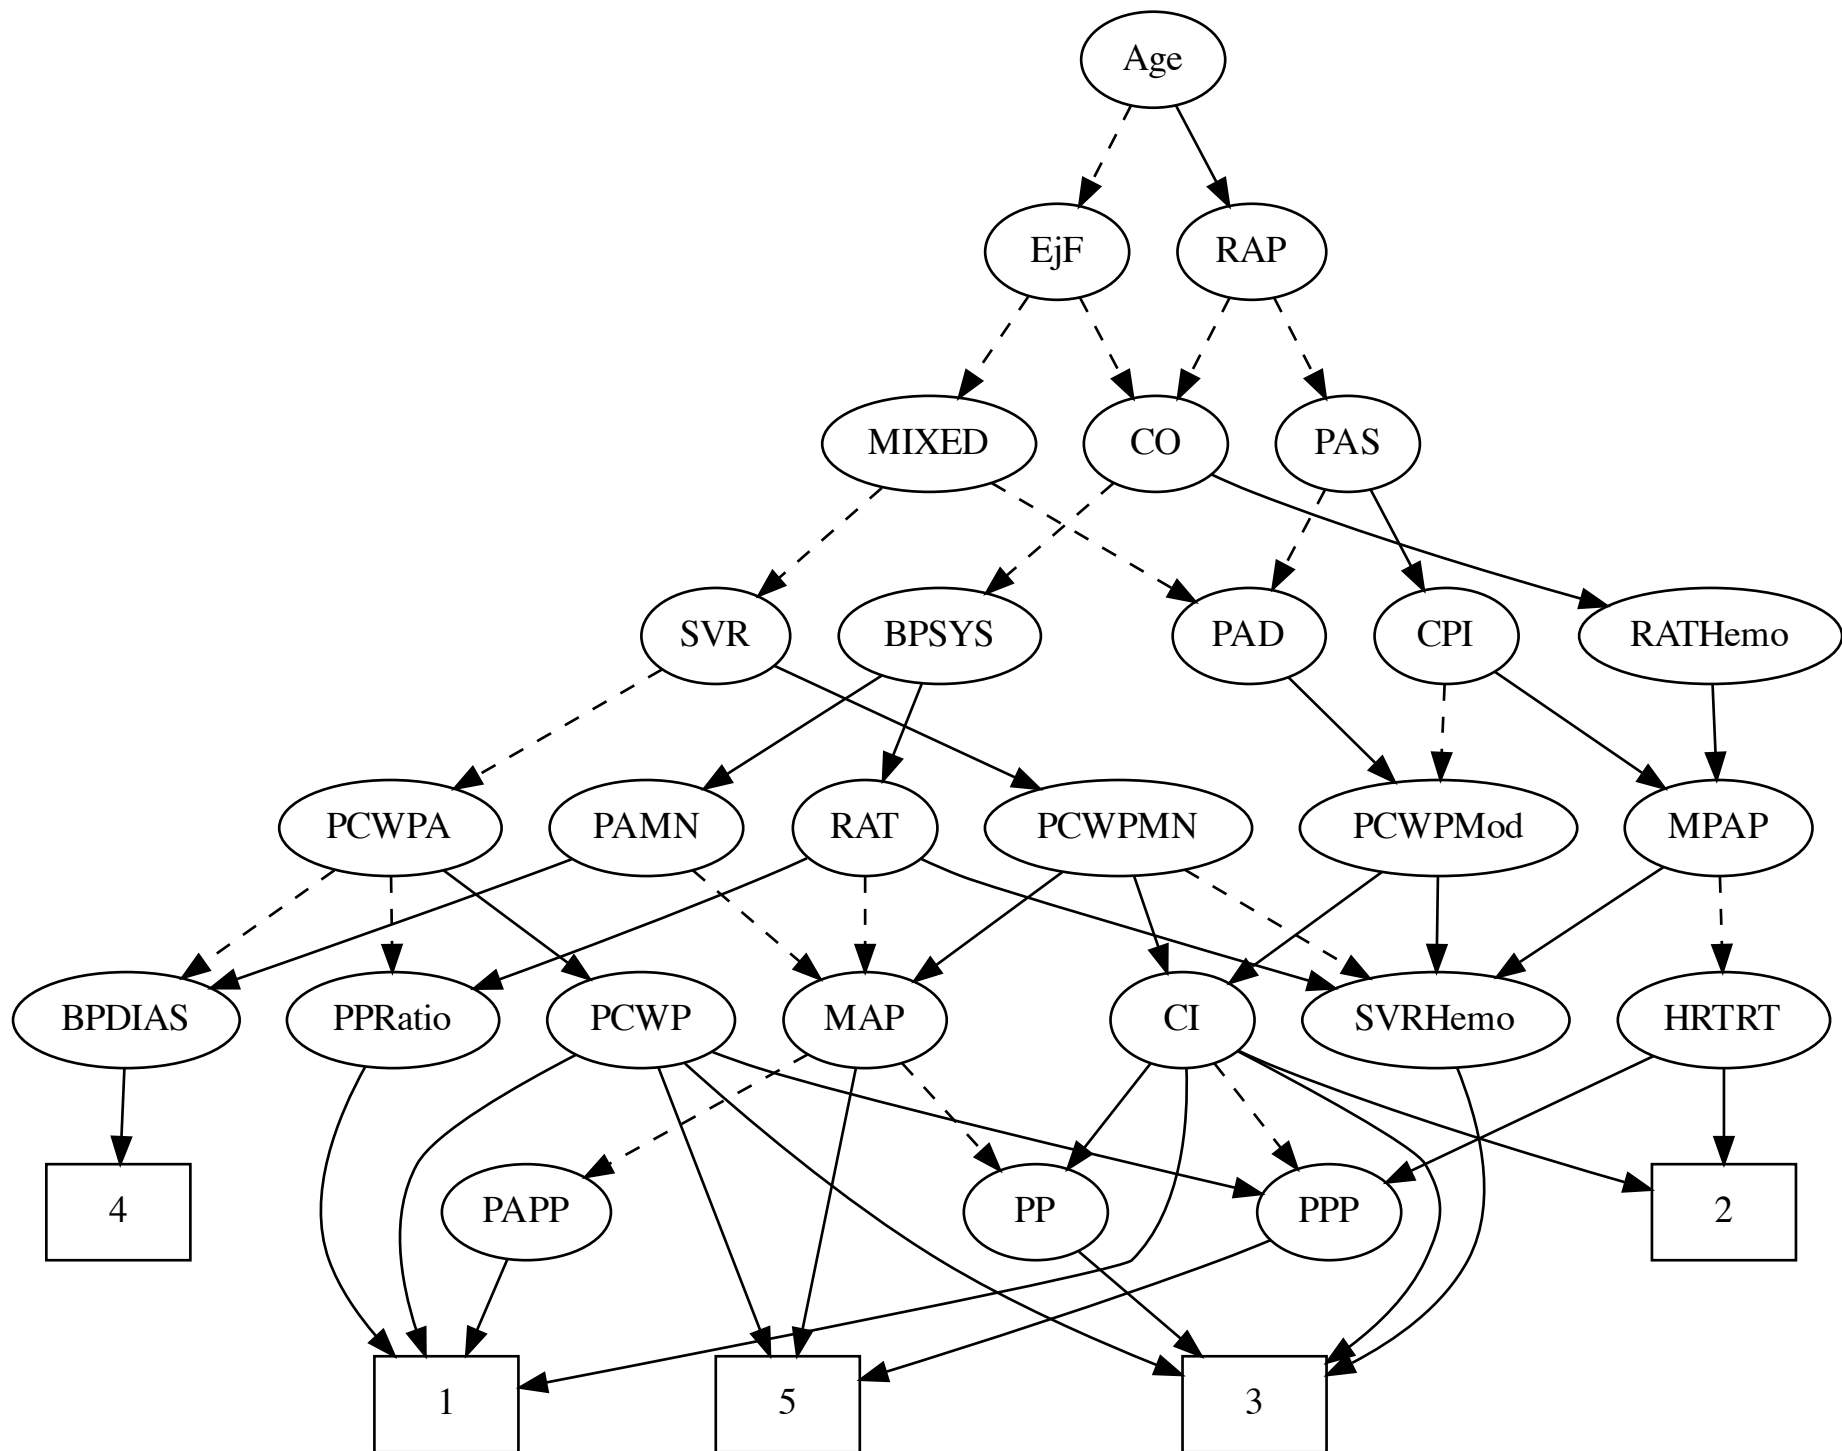 Age
EjF
RAP
MIXED
CO
PAS
SVR
BPSYS
PAD
CPI
RATHemo
PCWPA
PAMN
RAT
PCWPMN
PCWPMod
MPAP
BPDIAS
PPRatio
PCWP
MAP
CI
SVRHemo
HRTRT
4
PAPP
PP
PPP
2
1
5
3